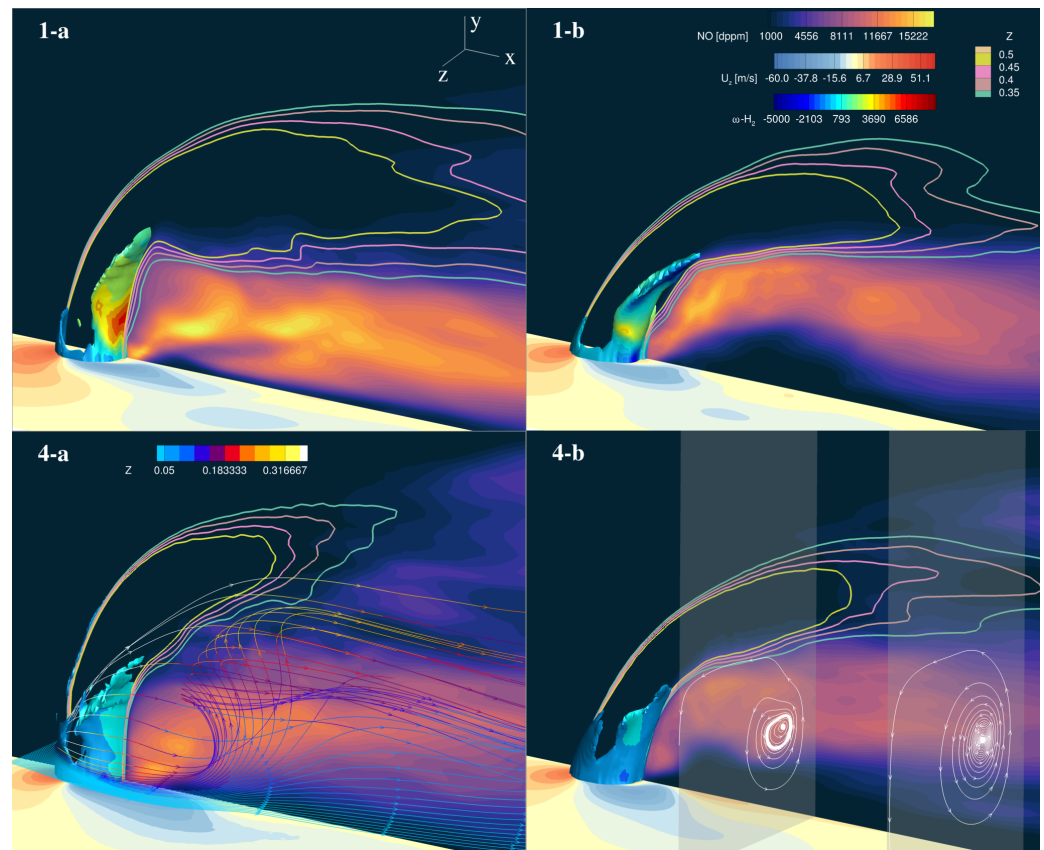 1-a
y
x
z
1-b
NO [dppm] 1000 4556 8111 11667 15222
U_z [m/s] -60.0 -37.8 -15.6 6.7 28.9 51.1
ω-H₂ -5000 -2103 793 3690 6586
Z
0.5
0.45
0.4
0.35
4-a
Z 0.05 0.183333 0.316667
4-b